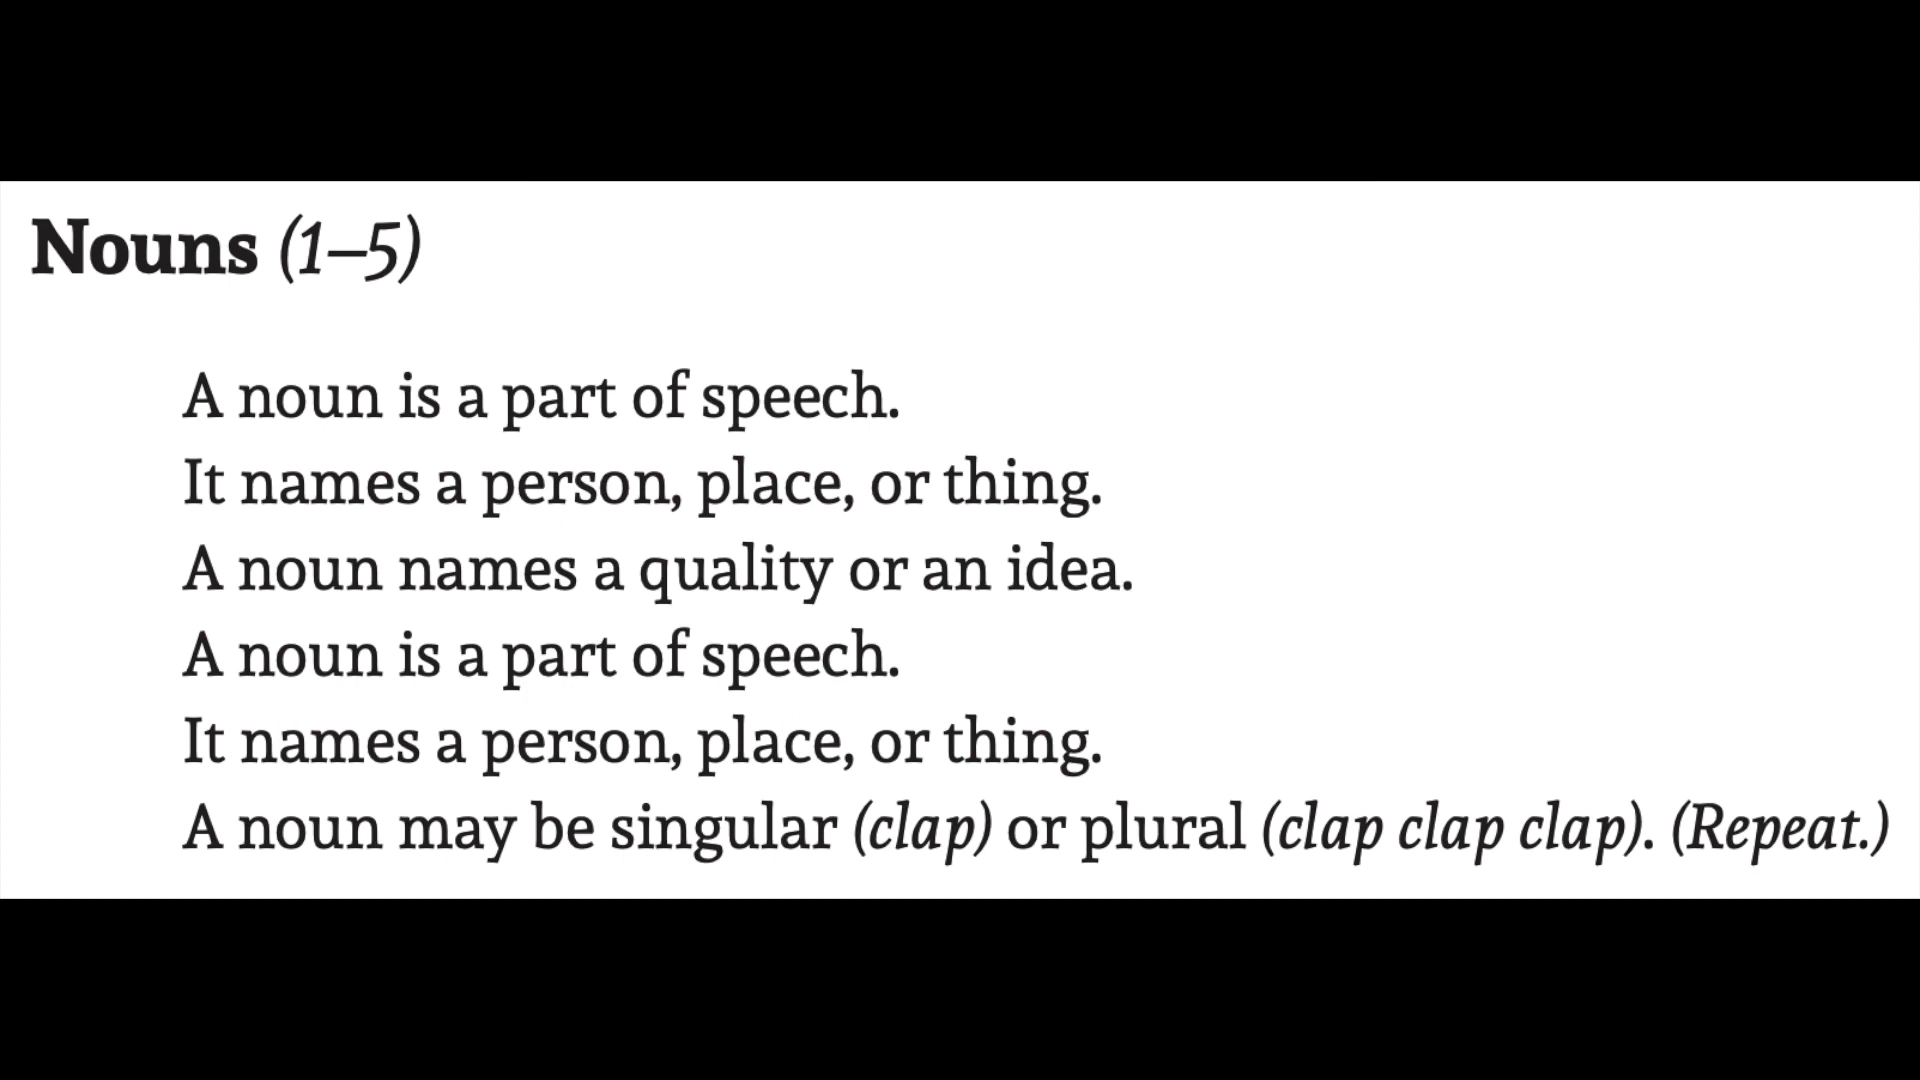 Nouns (1–5)
A noun is a part of speech.
It names a person, place, or thing.
A noun names a quality or an idea.
A noun is a part of speech.
It names a person, place, or thing.
A noun may be singular (clap) or plural (clap clap clap). (Repeat.)